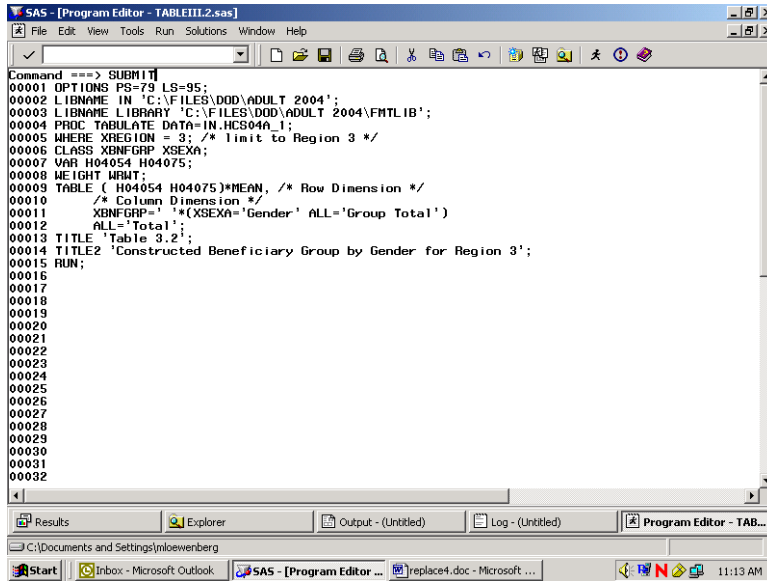 SAS - [Program Editor - TABLEIII.2.sas]
File Edit View Tools Run Solutions Window Help
Command ===> SUBMIT
00001 OPTIONS PS=79 LS=95;
00002 LIBNAME IN 'C:\FILES\DOD\ADULT 2004';
00003 LIBNAME LIBRARY 'C:\FILES\DOD\ADULT 2004\FMTLIB';
00004 PROC TABULATE DATA=IN.HCS04A_1;
00005 WHERE XREGION = 3; /* limit to Region 3 */
00006 CLASS XBNFGRP XSEXA;
00007 VAR H04054 H04075;
00008 WEIGHT WRWT;
00009 TABLE ( H04054 H04075)*MEAN, /* Row Dimension */
00010 /* Column Dimension */
00011 XBNFGRP=' '*(XSEXA='Gender' ALL='Group Total')
00012 ALL='Total';
00013 TITLE 'Table 3.2';
00014 TITLE2 'Constructed Beneficiary Group by Gender for Region 3';
00015 RUN;
00016
00017
00018
00019
00020
00021
00022
00023
00024
00025
00026
00027
00028
00029
00030
00031
00032
Results Explorer Output - (Untitled) Log - (Untitled) Program Editor - TAB...
C:\Documents and Settings\mloewenberg
Start Inbox - Microsoft Outlook SAS - [Program Editor ... replace4.doc - Microsoft ... 11:13 AM